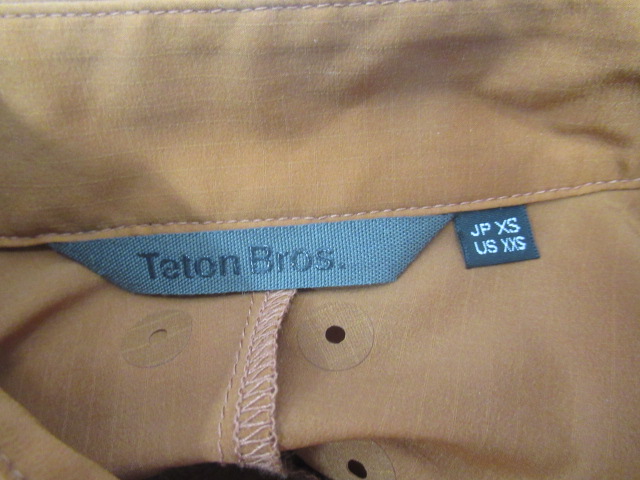 Teton Bros.
JP XS
US XXS